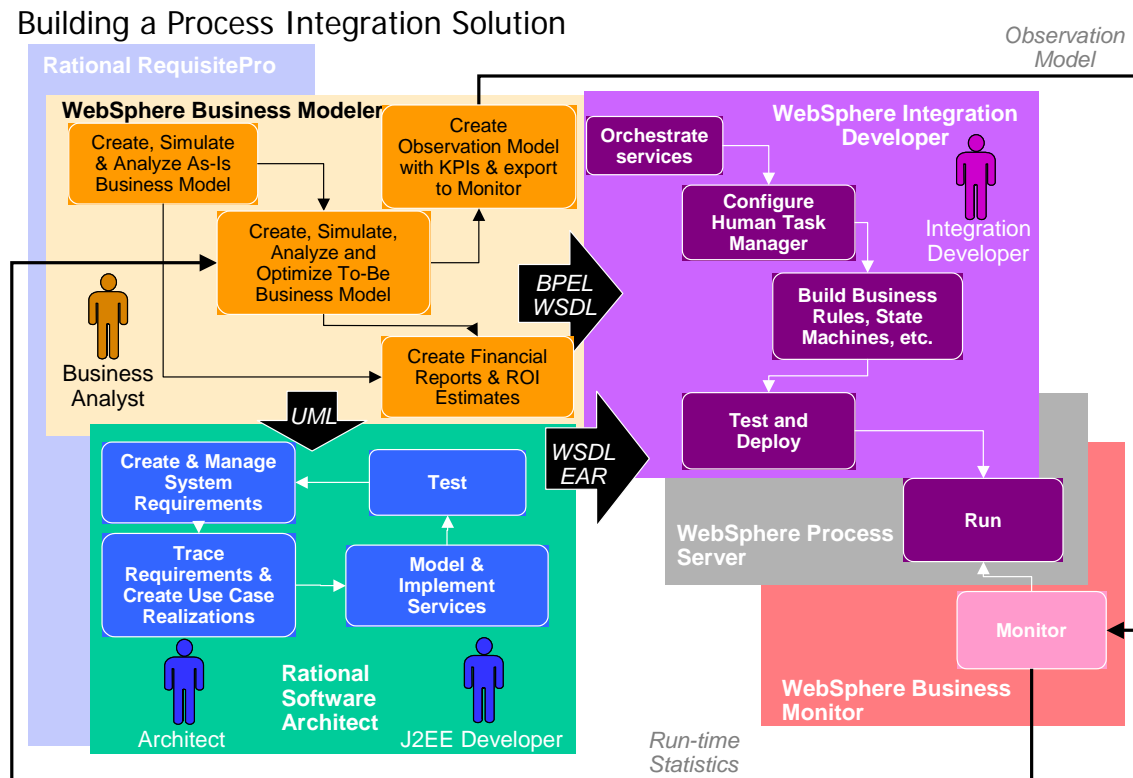 Building a Process Integration Solution
Observation
Model
Rational RequisitePro
WebSphere Business Modeler
Create, Simulate
& Analyze As-Is
Business Model
Create
Observation Model
with KPIs & export
to Monitor
Create, Simulate,
Analyze and
Optimize To-Be
Business Model
Business
Analyst
Create Financial
Reports & ROI
Estimates
BPEL
WSDL
UML
WSDL
EAR
WebSphere Integration
Developer
Orchestrate
services
Configure
Human Task
Manager
Integration
Developer
Build Business
Rules, State
Machines, etc.
Test and
Deploy
Create & Manage
System
Requirements
Test
Trace
Requirements &
Create Use Case
Realizations
Model &
Implement
Services
Architect
Rational
Software
Architect
J2EE Developer
WebSphere Process
Server
Run
Monitor
WebSphere Business
Monitor
Run-time
Statistics